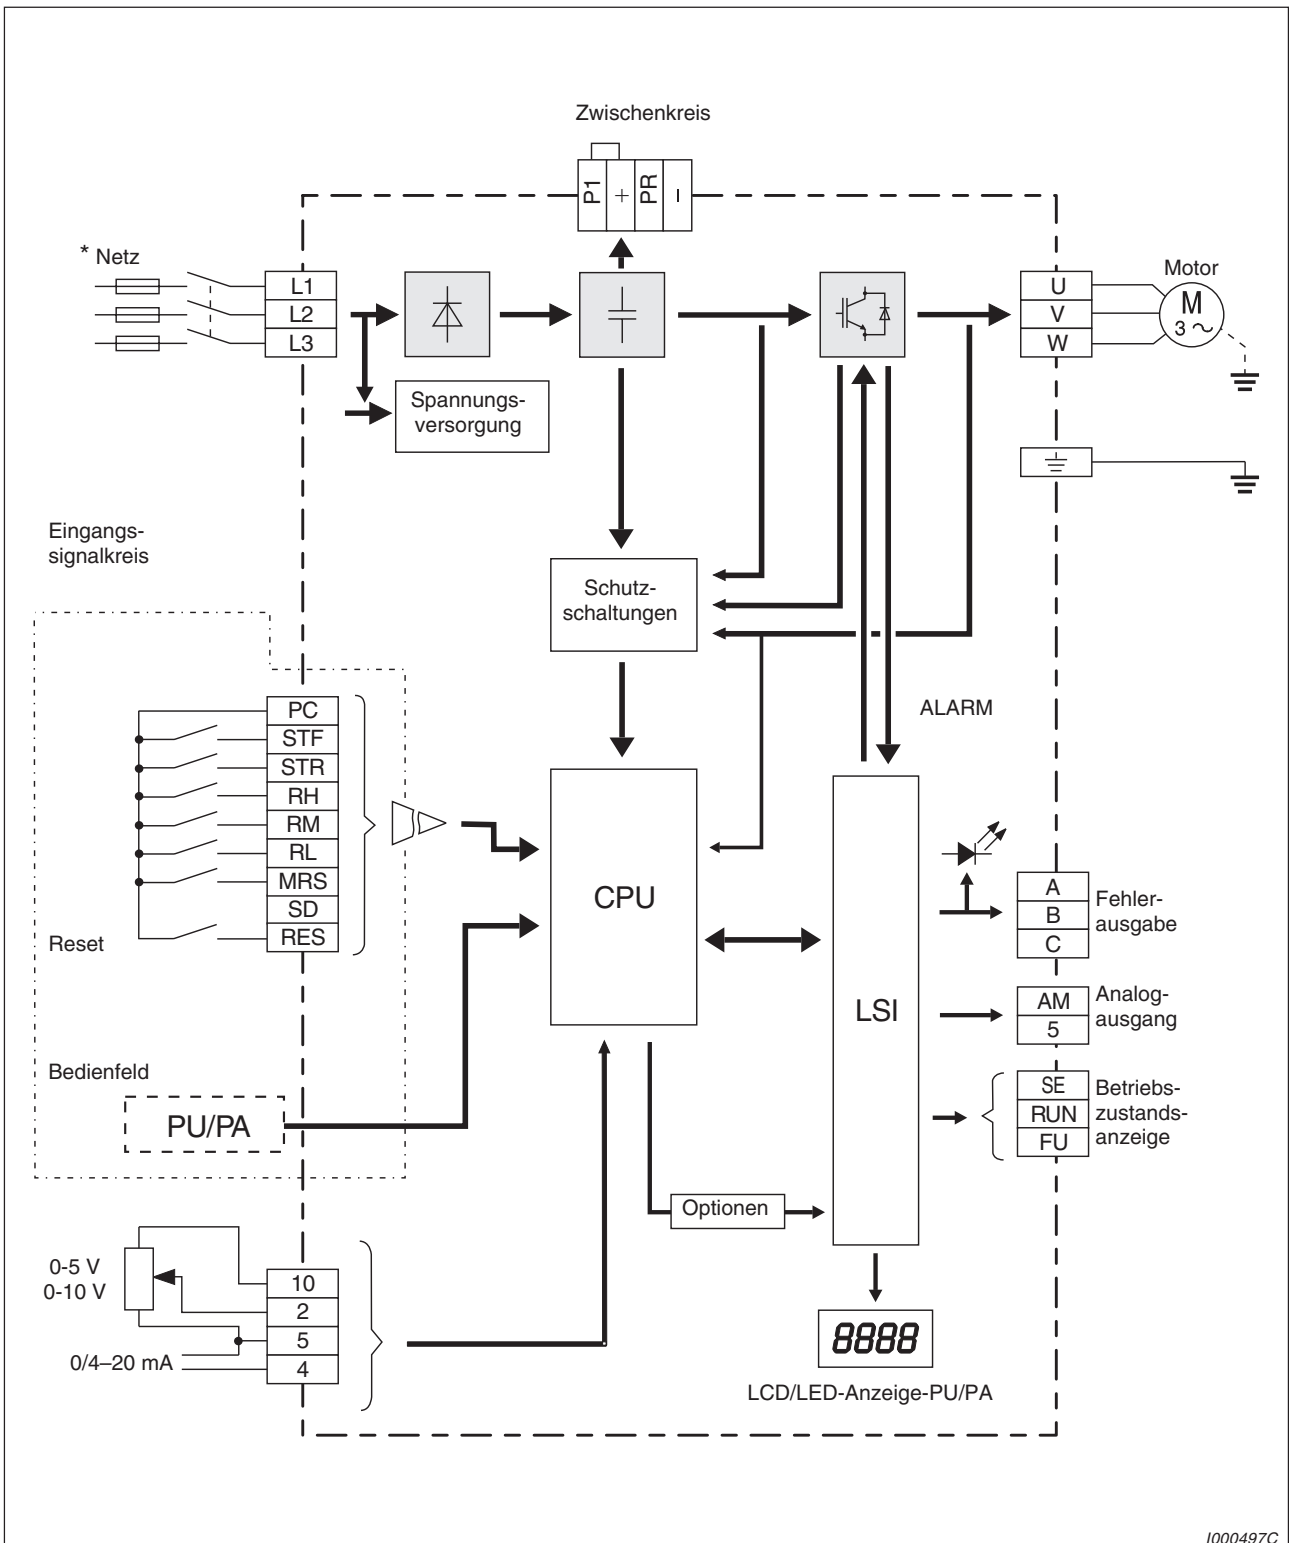 Zwischenkreis
P1
+
PR
–
* Netz
L1
L2
L3
U
V
W
Motor
M
3 ~
Spannungs-
versorgung
Eingangs-
signalkreis
Schutz-
schaltungen
ALARM
PC
STF
STR
RH
RM
RL
MRS
SD
RES
Reset
CPU
LSI
A
B
C
Fehler-
ausgabe
AM
5
Analog-
ausgang
SE
RUN
FU
Betriebs-
zustands-
anzeige
Bedienfeld
PU/PA
Optionen
0-5 V
0-10 V
10
2
5
4
0/4–20 mA
8888
LCD/LED-Anzeige-PU/PA
I000497C